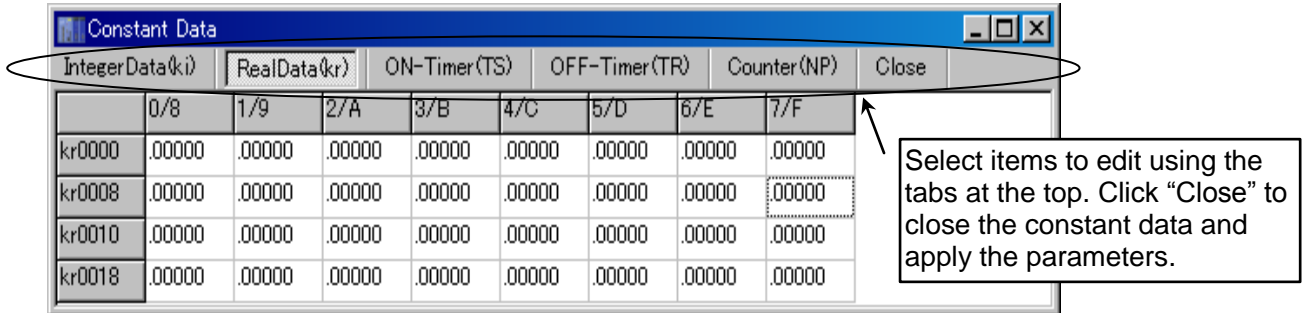 Constant Data
IntegerData(ki) RealData(kr) ON-Timer(TS) OFF-Timer(TR) Counter(NP) Close
0/8 1/9 2/A 3/B 4/C 5/D 6/E 7/F
kr0000 .00000 .00000 .00000 .00000 .00000 .00000 .00000 .00000
kr0008 .00000 .00000 .00000 .00000 .00000 .00000 .00000 .00000
kr0010 .00000 .00000 .00000 .00000 .00000 .00000 .00000 .00000
kr0018 .00000 .00000 .00000 .00000 .00000 .00000 .00000 .00000
Select items to edit using the
tabs at the top. Click “Close” to
close the constant data and
apply the parameters.